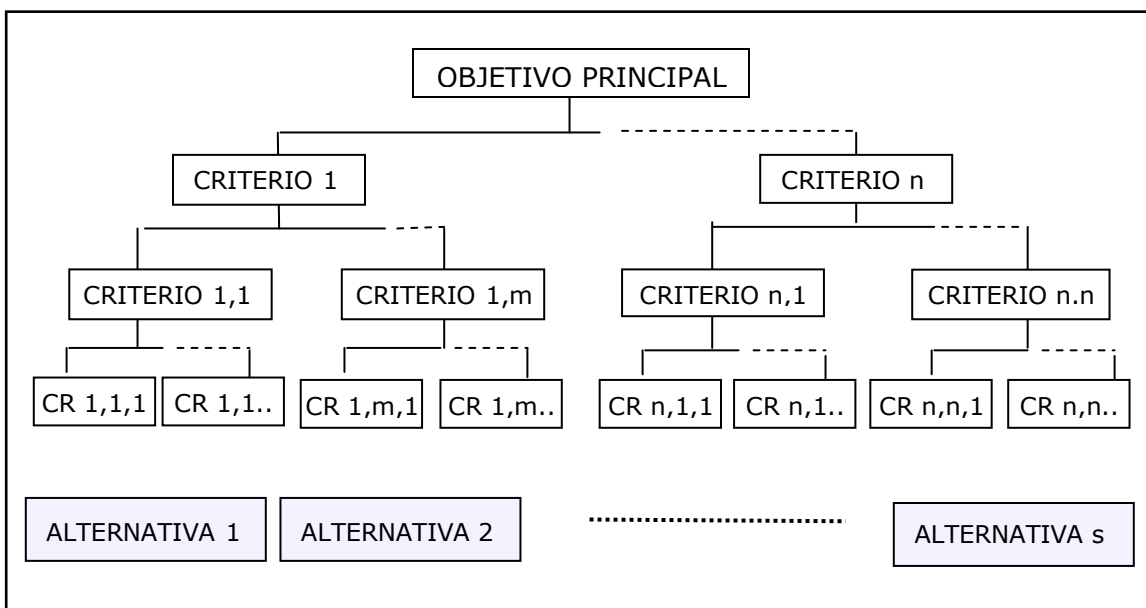 OBJETIVO PRINCIPAL
CRITERIO 1
CRITERIO n
CRITERIO 1,1
CRITERIO 1,m
CRITERIO n,1
CRITERIO n.n
CR 1,1,1
CR 1,1..
CR 1,m,1
CR 1,m..
CR n,1,1
CR n,1..
CR n,n,1
CR n,n..
ALTERNATIVA 1
ALTERNATIVA 2
ALTERNATIVA s